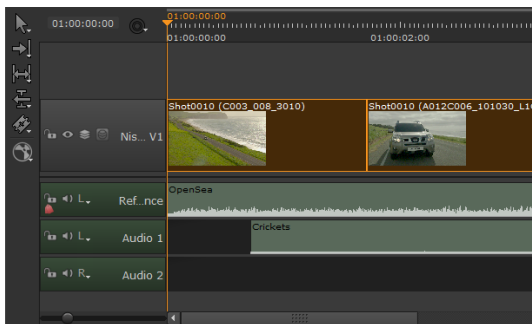 01:00:00:00
01:00:00:00
01:00:00:00 01:00:02:00
Shot0010 (C003_008_3010) Shot0010 (A012C006_101030_L1
Nis... V1
OpenSea
L Ref...nce
Crickets
L Audio 1
R Audio 2